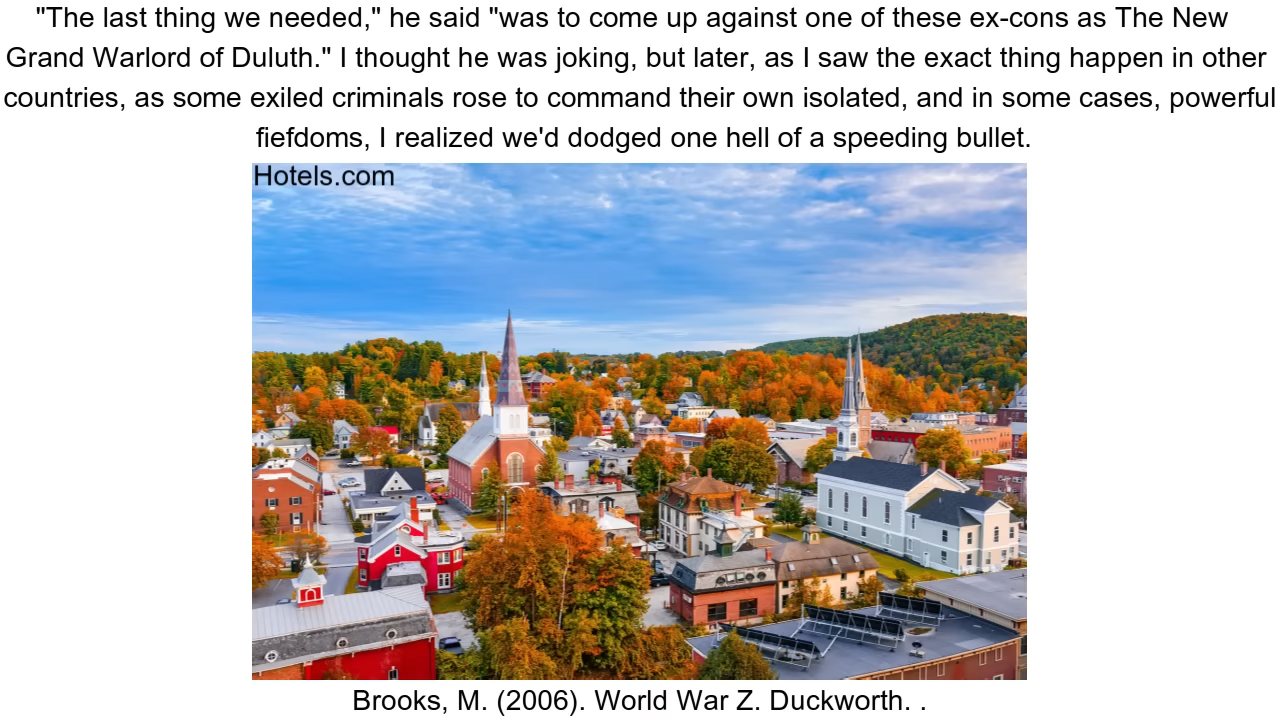 "The last thing we needed," he said "was to come up against one of these ex-cons as The New
Grand Warlord of Duluth." I thought he was joking, but later, as I saw the exact thing happen in other
countries, as some exiled criminals rose to command their own isolated, and in some cases, powerful
fiefdoms, I realized we'd dodged one hell of a speeding bullet.
Hotels.com
Brooks, M. (2006). World War Z. Duckworth. .